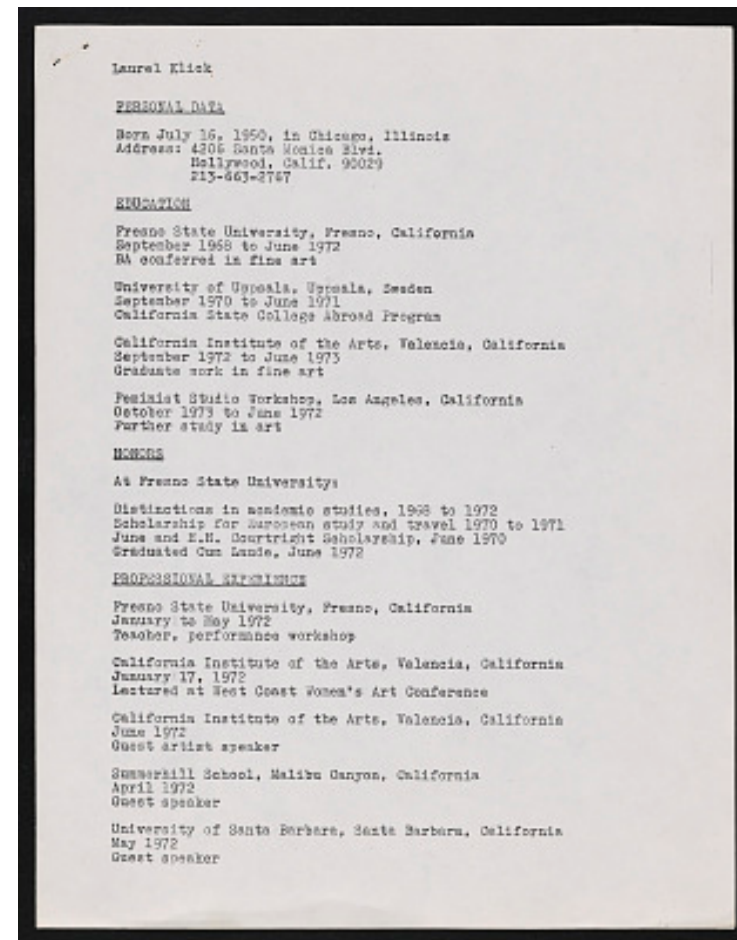 Laurel Klick
PERSONAL DATA
Born July 16, 1950, in Chicago, Illinois
Address: 4206 Santa Monica Blvd.
Hollywood, Calif. 90029
213-663-2767
EDUCATION
Fresno State University, Fresno, California
September 1968 to June 1972
BA conferred in fine art
University of Uppsala, Uppsala, Sweden
September 1970 to June 1971
California State College Abroad Program
California Institute of the Arts, Valencia, California
September 1972 to June 1973
Graduate work in fine art
Feminist Studio Workshop, Los Angeles, California
October 1973 to June 1972
Further study in art
HONORS
At Fresno State University:
Distinctions in academic studies, 1968 to 1972
Scholarship for European study and travel 1970 to 1971
June and E.H. Courtright Scholarship, June 1970
Graduated Cum Laude, June 1972
PROFESSIONAL EXPERIENCE
Fresno State University, Fresno, California
January to May 1972
Teacher, performance workshop
California Institute of the Arts, Valencia, California
January 17, 1972
Lectured at West Coast Women's Art Conference
California Institute of the Arts, Valencia, California
June 1972
Guest artist speaker
Summerhill School, Malibu Canyon, California
April 1972
Guest speaker
University of Santa Barbara, Santa Barbara, California
May 1972
Guest speaker